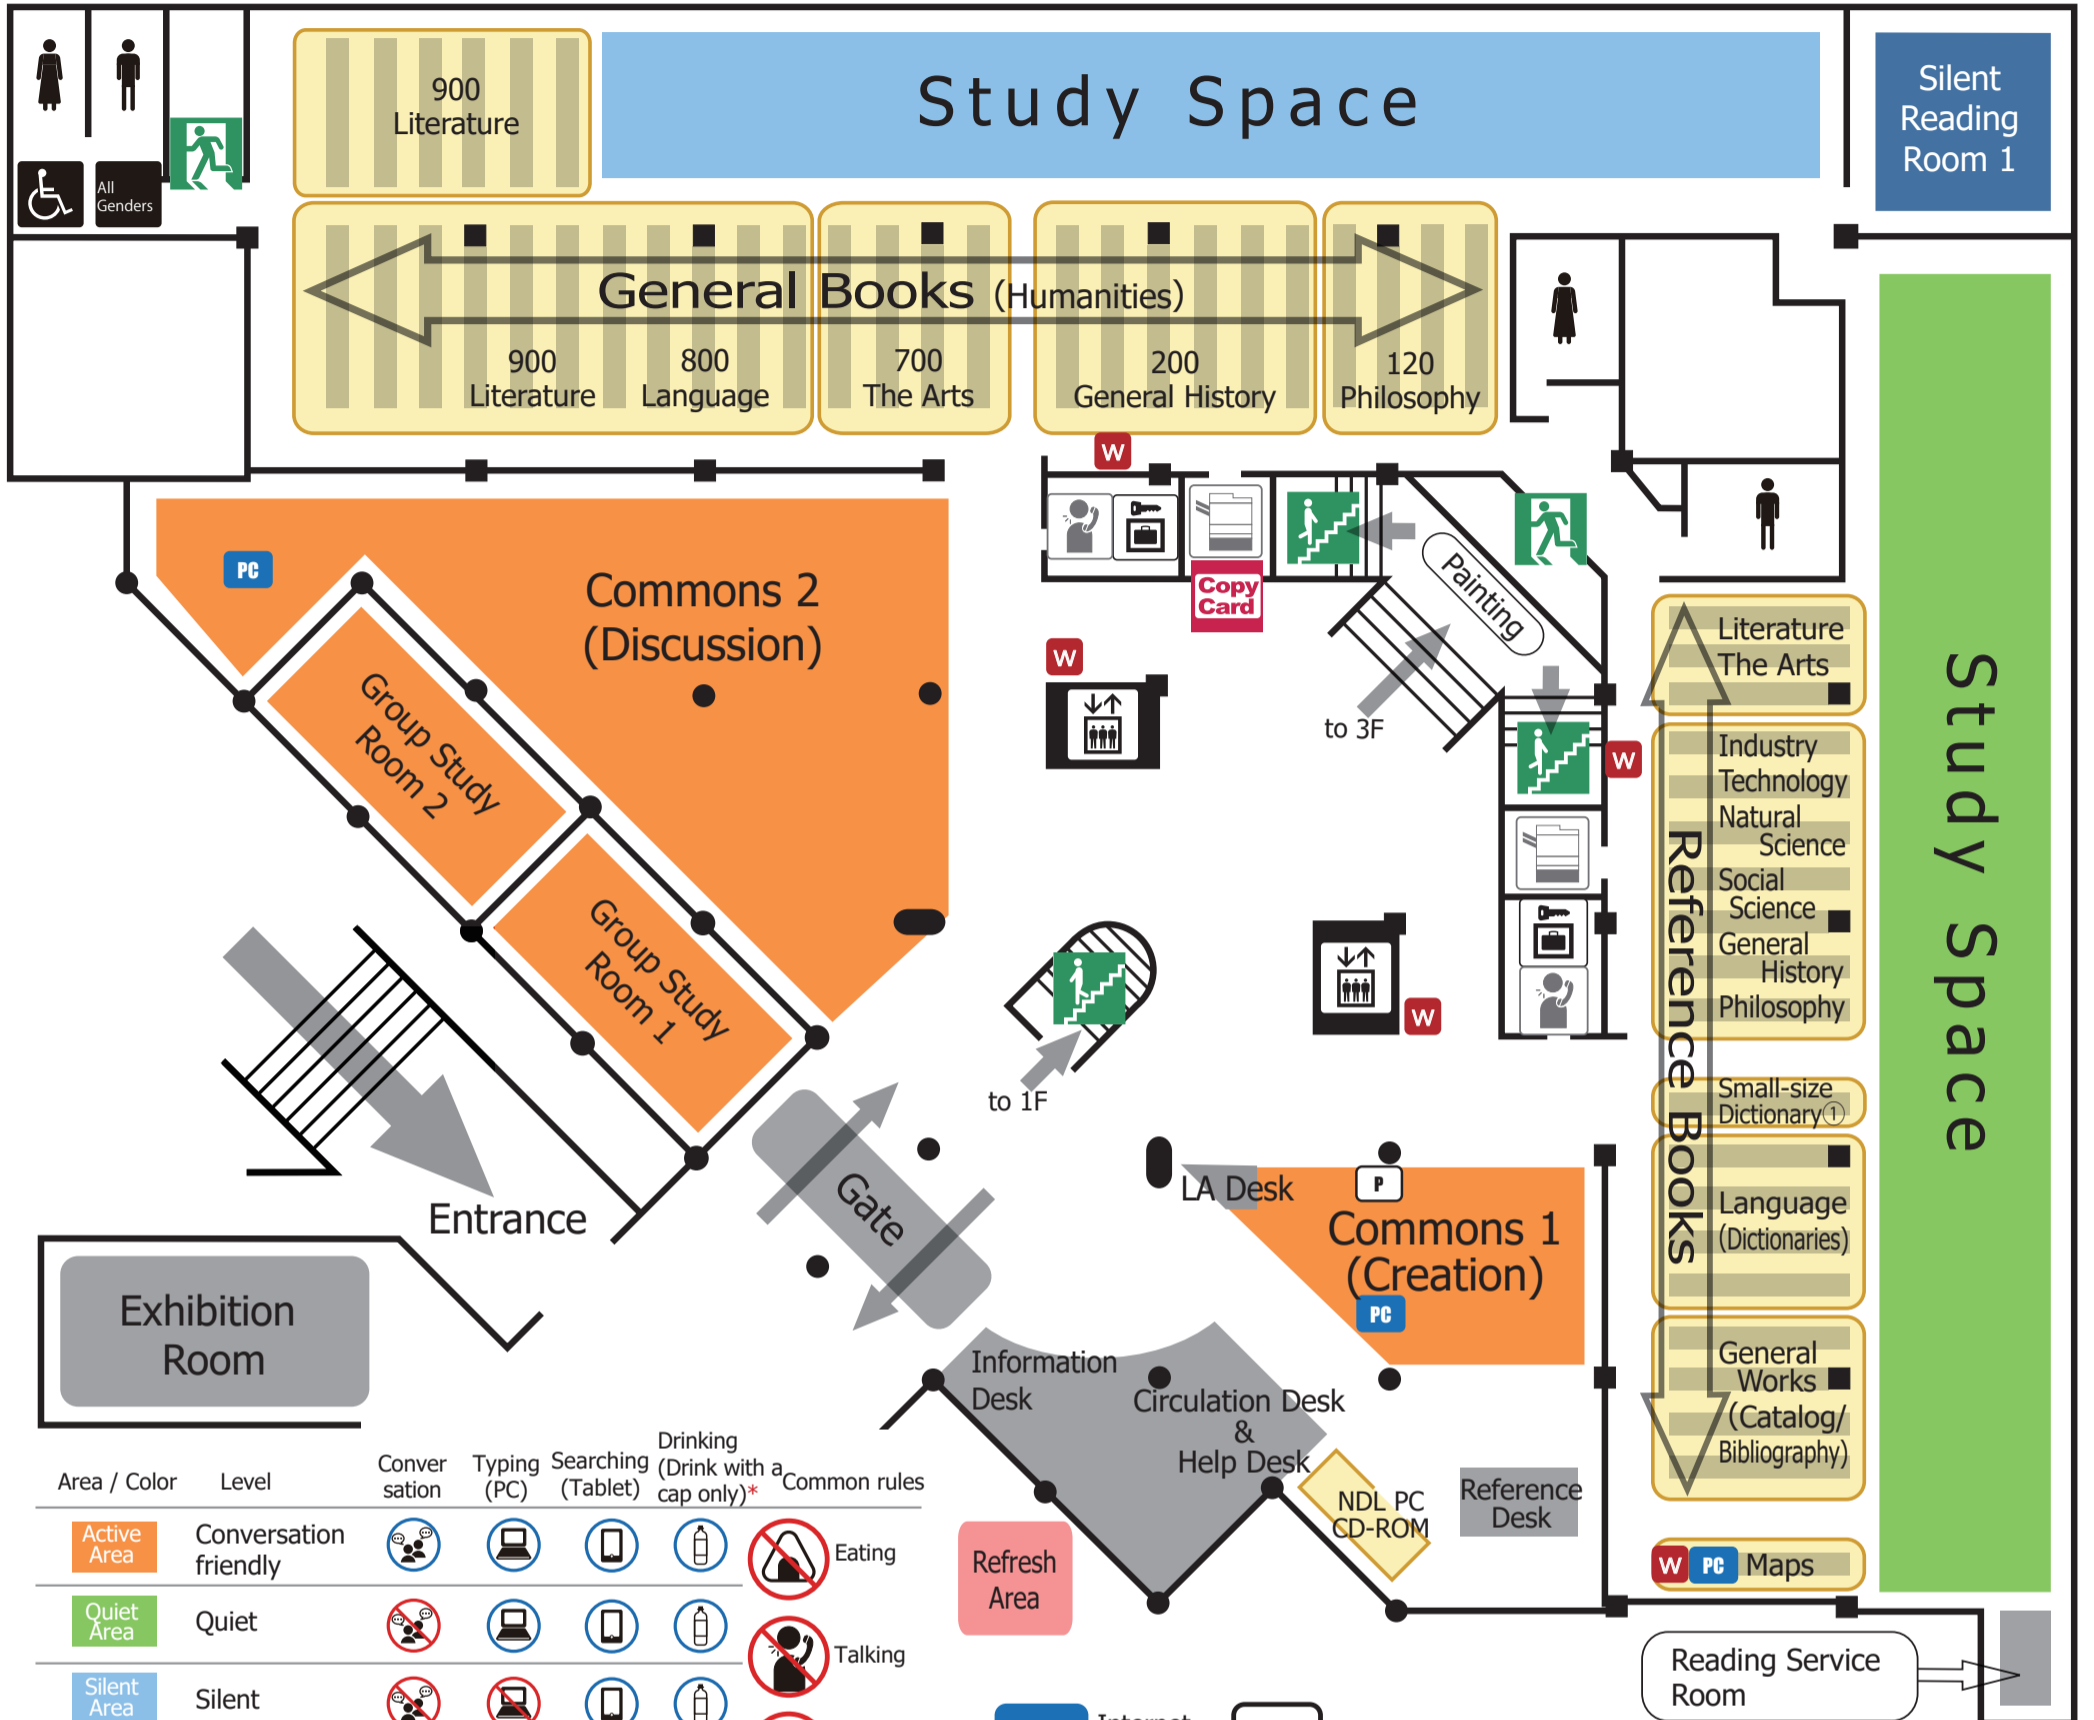 900
Literature
Study Space
Silent
Reading
Room 1
All
Genders
General Books (Humanities)
900
Literature
800
Language
700
The Arts
200
General History
120
Philosophy
W
Copy
Card
Painting
PC
Commons 2
(Discussion)
W
to 3F
W
Group Study
Room 2
Group Study
Room 1
W
to 1F
Literature
The Arts
Industry
Technology
Natural
Science
Social
Science
General
History
Philosophy
Small-size
Dictionary①
Language
(Dictionaries)
General
Works
(Catalog/
Bibliography)
Reference Books
Study Space
Gate
Entrance
LA Desk
P
Commons 1
(Creation)
PC
Exhibition
Room
Information
Desk
Circulation Desk
&
Help Desk
NDL PC
CD-ROM
Reference
Desk
Refresh
Area
W
PC
Maps
Reading Service
Room
Area / Color
Level
Conver
sation
Typing
(PC)
Searching
(Tablet)
Drinking
(Drink with a
cap only)*
Common rules
Active
Area
Conversation
friendly
Eating
Quiet
Area
Quiet
Talking
Silent
Area
Silent